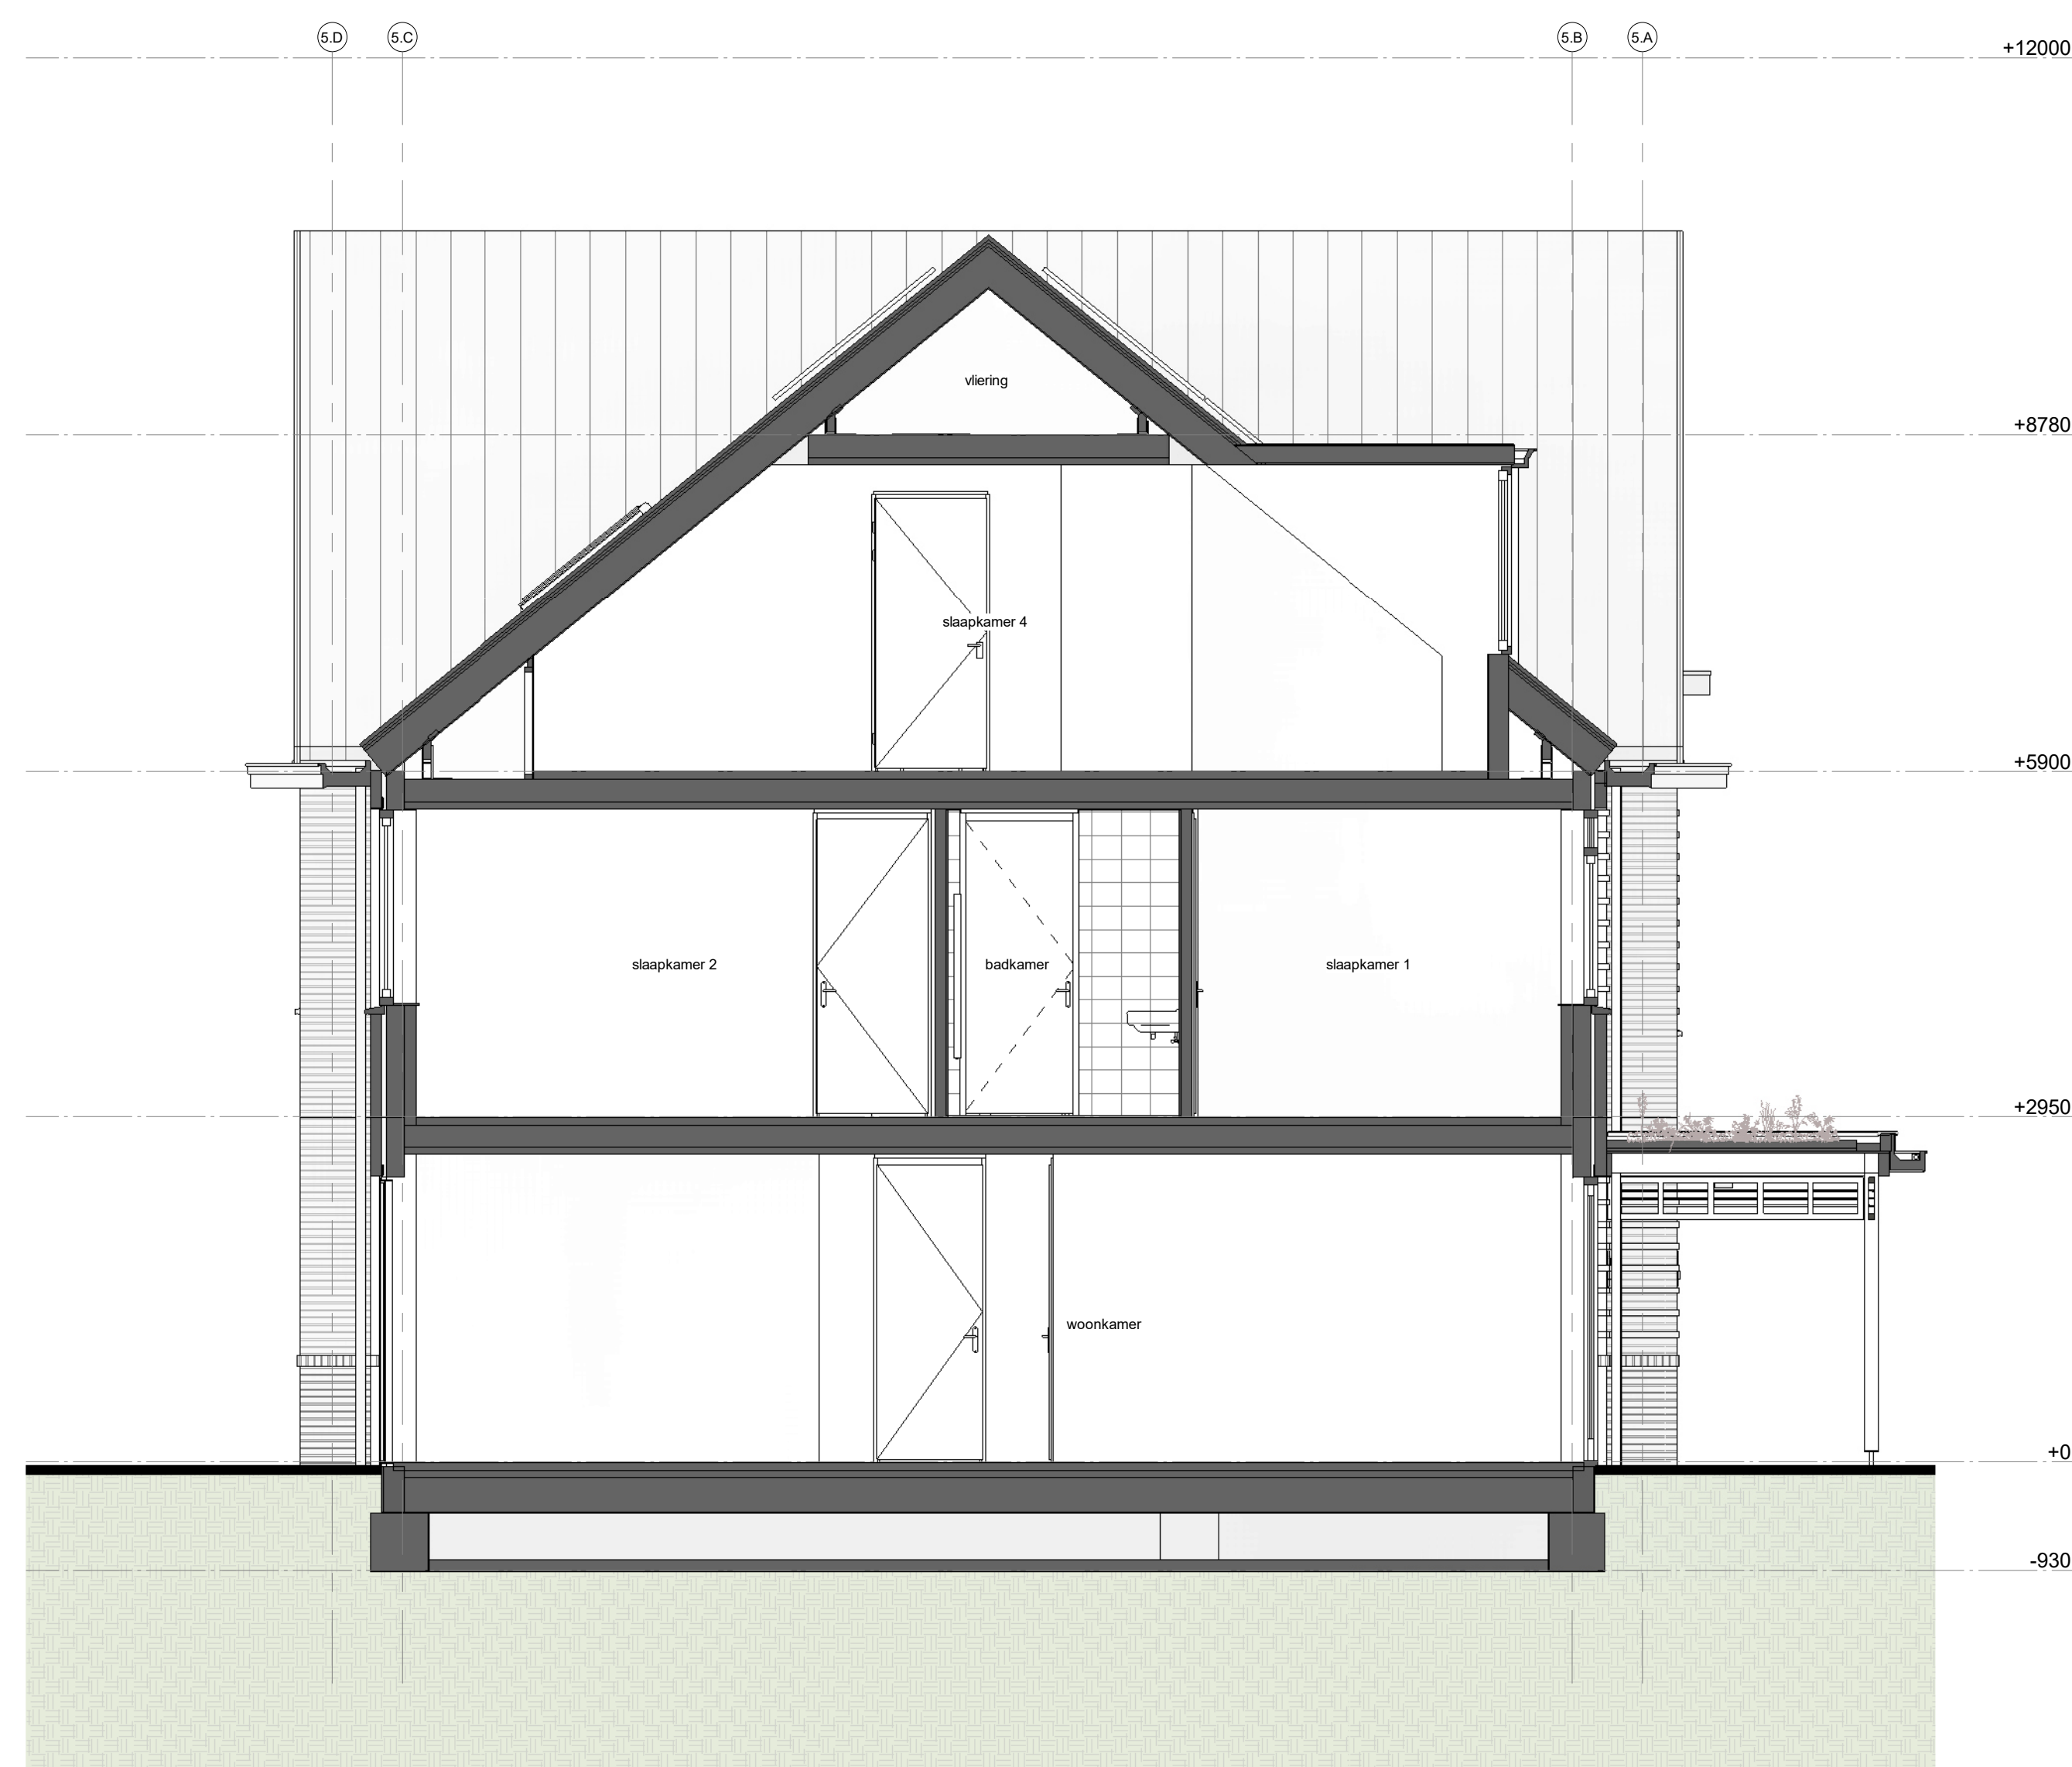 5.D
5.C
5.B
5.A
+12000
vliering
+8780
slaapkamer 4
+5900
slaapkamer 2
badkamer
slaapkamer 1
+2950
woonkamer
+0
-930